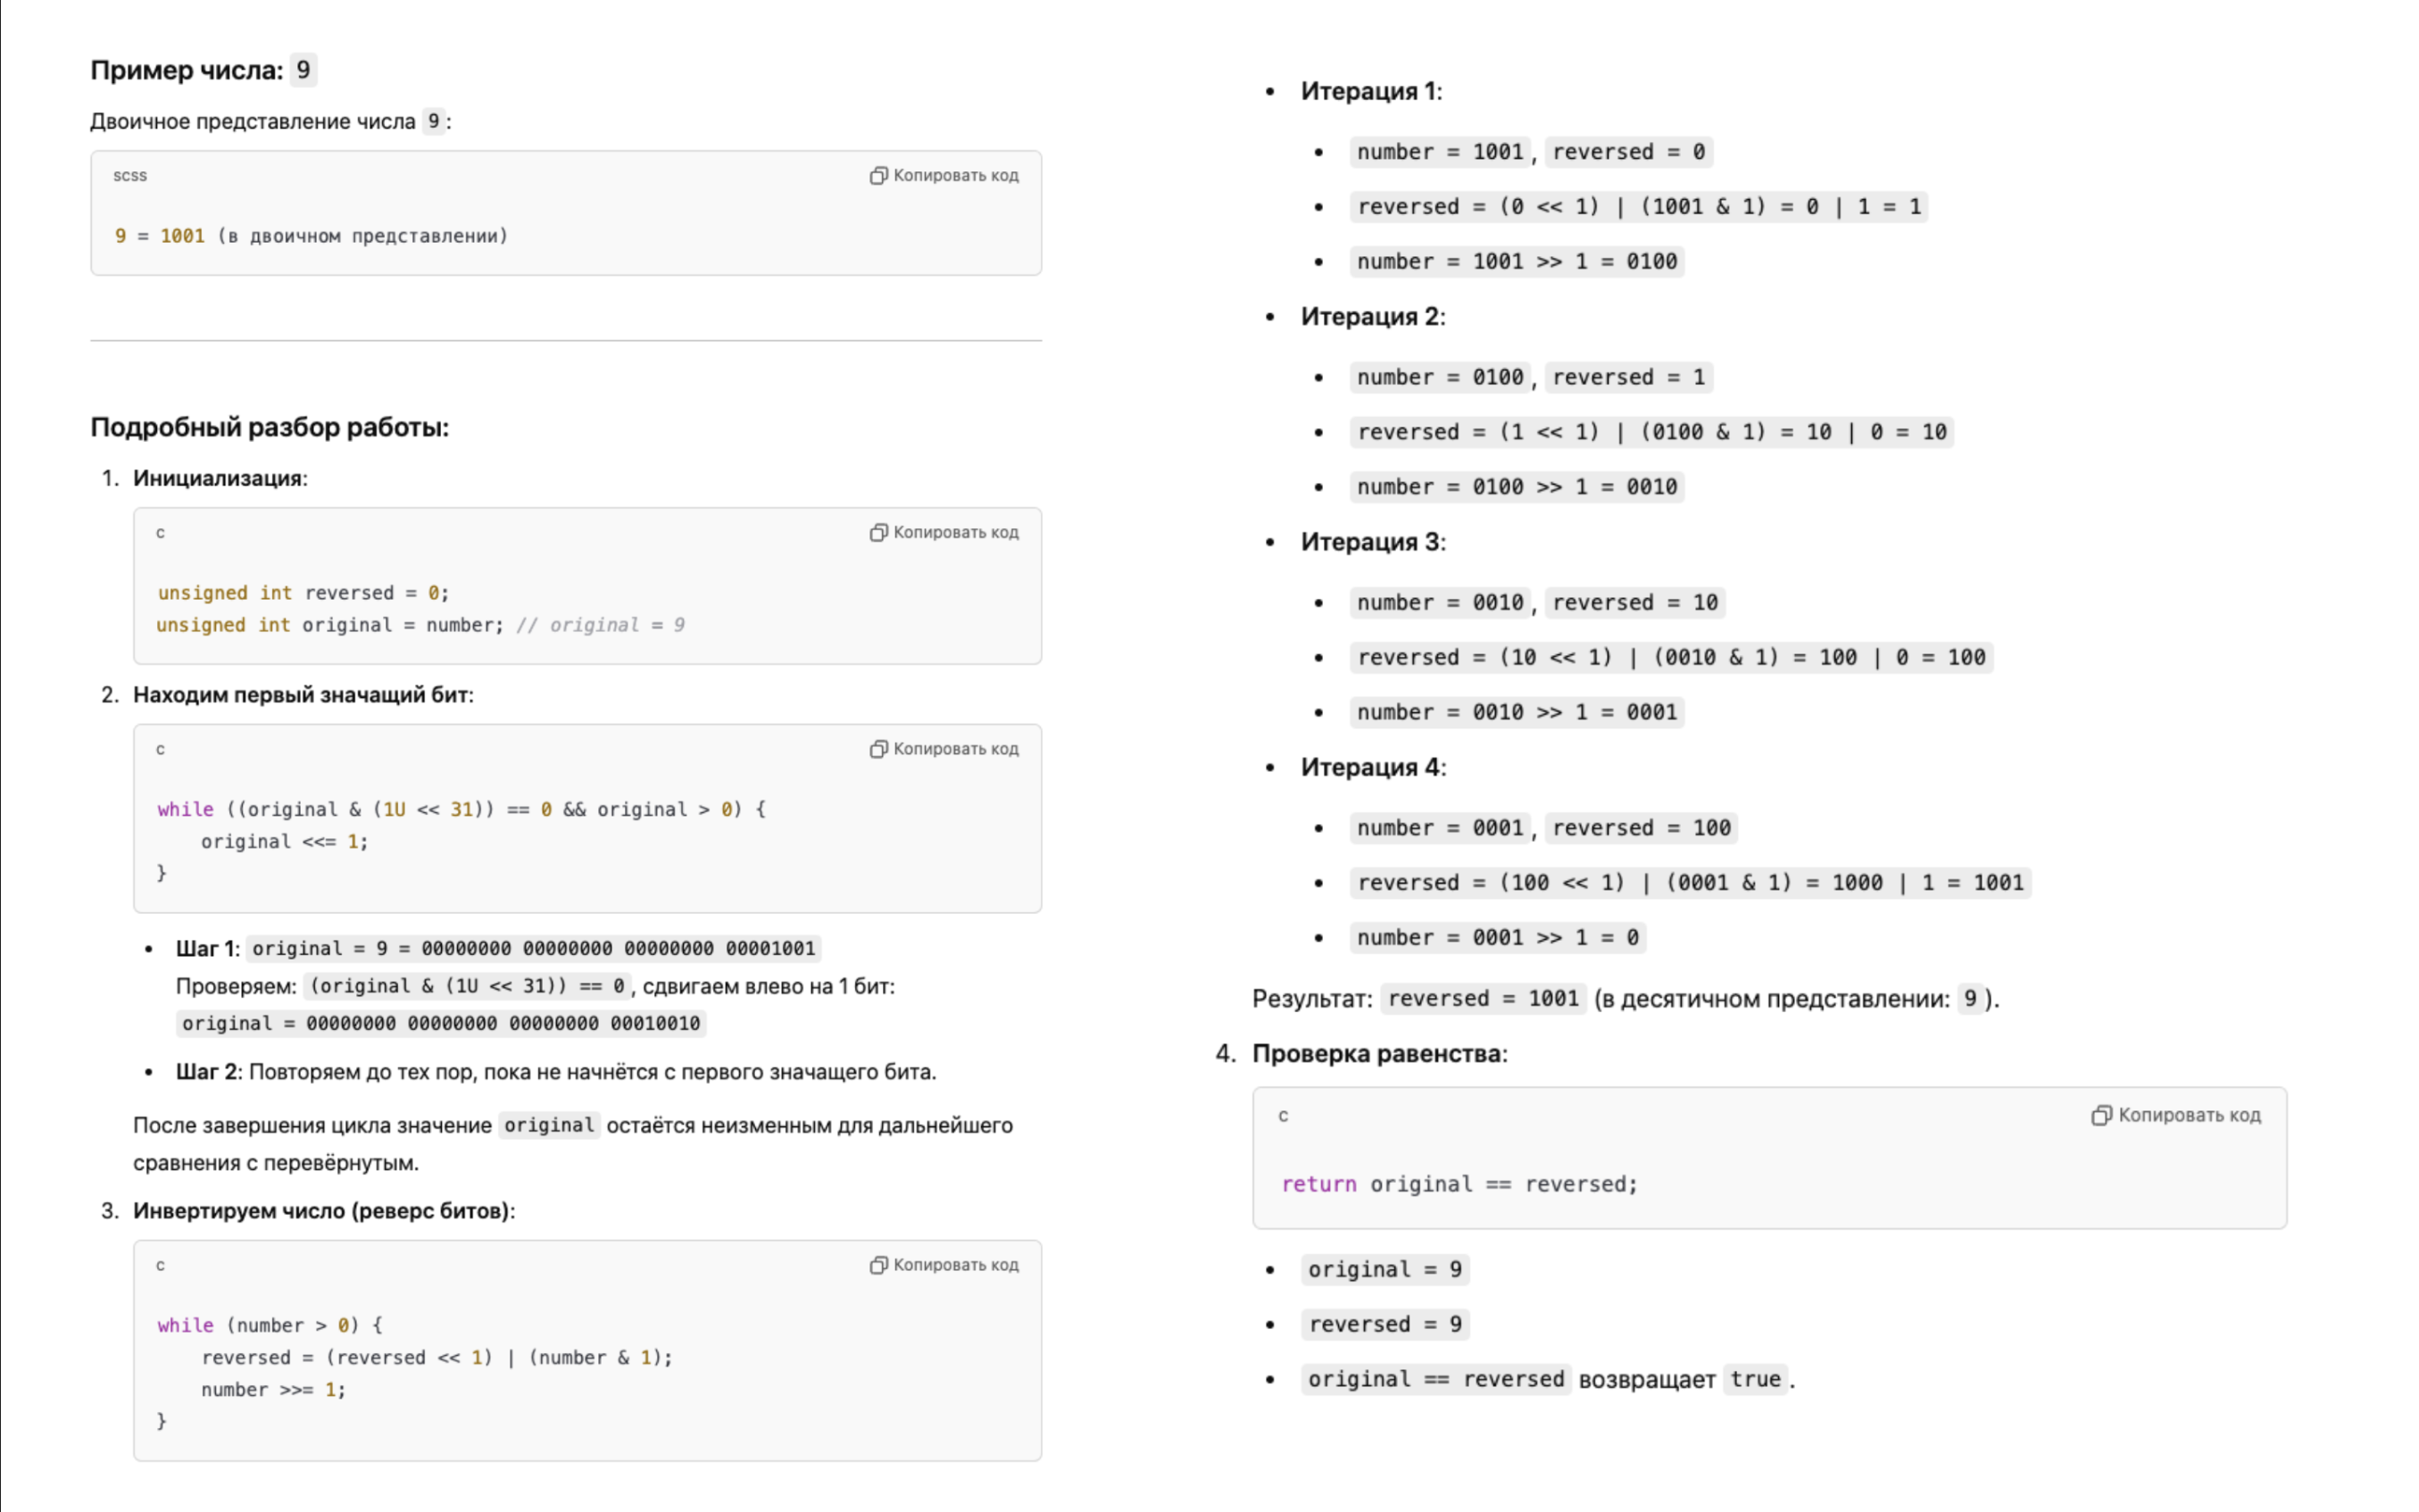 Пример числа: 9
Двоичное представление числа 9:
scss
Копировать код
9 = 1001 (в двоичном представлении)
Подробный разбор работы:
1. Инициализация:
c
Копировать код
unsigned int reversed = 0;
unsigned int original = number; // original = 9
2. Находим первый значащий бит:
c
Копировать код
while ((original & (1U << 31)) == 0 && original > 0) {
    original <<= 1;
}
• Шаг 1: original = 9 = 00000000 00000000 00000000 00001001
Проверяем: (original & (1U << 31)) == 0, сдвигаем влево на 1 бит:
original = 00000000 00000000 00000000 00010010
• Шаг 2: Повторяем до тех пор, пока не начнётся с первого значащего бита.
После завершения цикла значение original остаётся неизменным для дальнейшего
сравнения с перевёрнутым.
3. Инвертируем число (реверс битов):
c
Копировать код
while (number > 0) {
    reversed = (reversed << 1) | (number & 1);
    number >>= 1;
}
• Итерация 1:
• number = 1001, reversed = 0
• reversed = (0 << 1) | (1001 & 1) = 0 | 1 = 1
• number = 1001 >> 1 = 0100
• Итерация 2:
• number = 0100, reversed = 1
• reversed = (1 << 1) | (0100 & 1) = 10 | 0 = 10
• number = 0100 >> 1 = 0010
• Итерация 3:
• number = 0010, reversed = 10
• reversed = (10 << 1) | (0010 & 1) = 100 | 0 = 100
• number = 0010 >> 1 = 0001
• Итерация 4:
• number = 0001, reversed = 100
• reversed = (100 << 1) | (0001 & 1) = 1000 | 1 = 1001
• number = 0001 >> 1 = 0
Результат: reversed = 1001 (в десятичном представлении: 9).
4. Проверка равенства:
c
Копировать код
return original == reversed;
• original = 9
• reversed = 9
• original == reversed возвращает true.